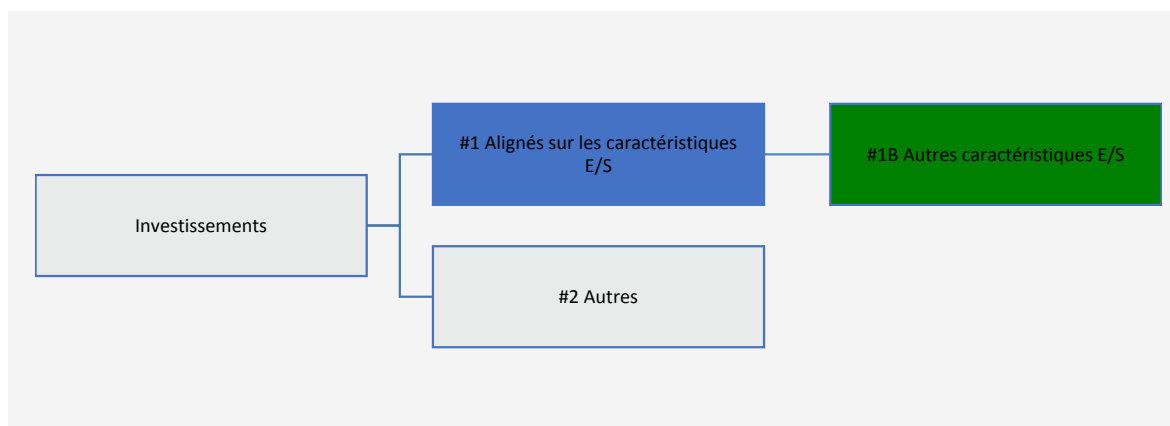 #1 Alignés sur les caractéristiques
E/S
#1B Autres caractéristiques E/S
Investissements
#2 Autres